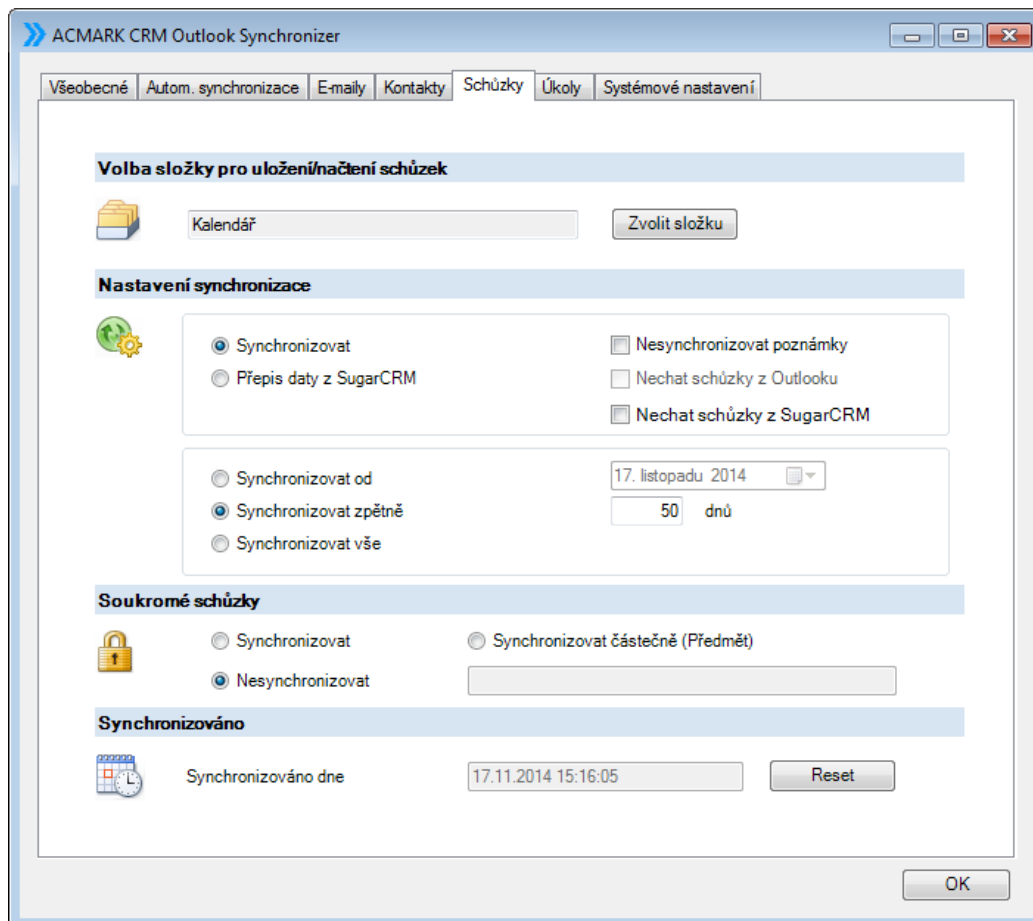 ACMARK CRM Outlook Synchronizer
Všeobecné Autom. synchronizace E-maily Kontakty Schůzky Úkoly Systémové nastavení
Volba složky pro uložení/načtení schůzek
Kalendář Zvolit složku
Nastavení synchronizace
Synchronizovat Nesynchronizovat poznámky
Přepis daty z SugarCRM Nechat schůzky z Outlooku
Nechat schůzky z SugarCRM
Synchronizovat od 17. listopadu 2014
Synchronizovat zpětně 50 dnů
Synchronizovat vše
Soukromé schůzky
Synchronizovat Synchronizovat částečně (Předmět)
Nesynchronizovat
Synchronizováno
Synchronizováno dne 17.11.2014 15:16:05 Reset
OK